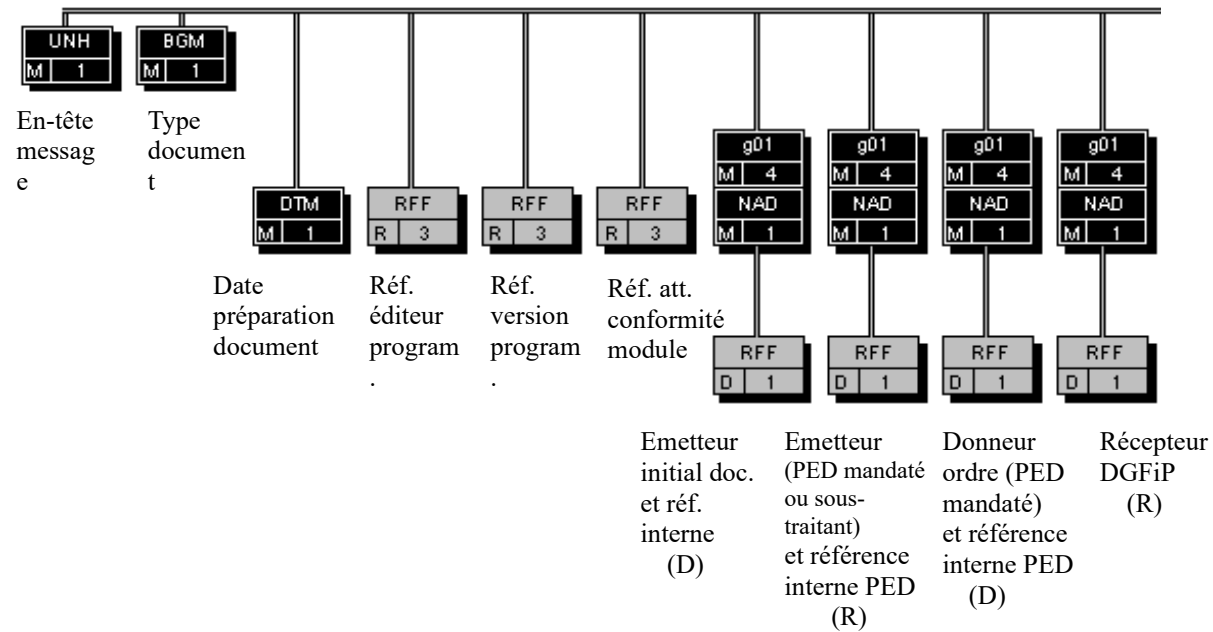 UNH
M 1
BGM
M 1
En-tête
messag
e
Type
documen
t
DTM
M 1
RFF
R 3
RFF
R 3
RFF
R 3
g01
M 4
NAD
M 1
g01
M 4
NAD
M 1
g01
M 4
NAD
M 1
g01
M 4
NAD
M 1
Date
préparation
document
Réf.
éditeur
program
.
Réf.
version
program
.
Réf. att.
conformité
module
RFF
D 1
RFF
D 1
RFF
D 1
RFF
D 1
Emetteur
initial doc.
et réf.
interne
(D)
Emetteur
(PED mandaté
ou sous-
traitant)
et référence
interne PED
(R)
Donneur
ordre (PED
mandaté)
et référence
interne PED
(D)
Récepteur
DGFiP
(R)